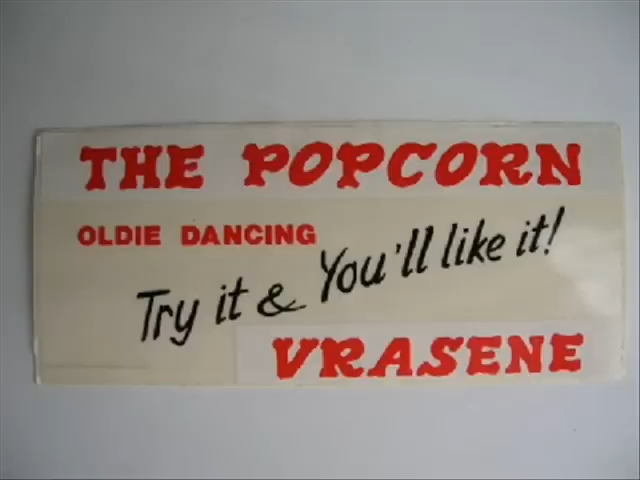 THE POPCORN
OLDIE DANCING
Try it & You'll like it!
VRASENE